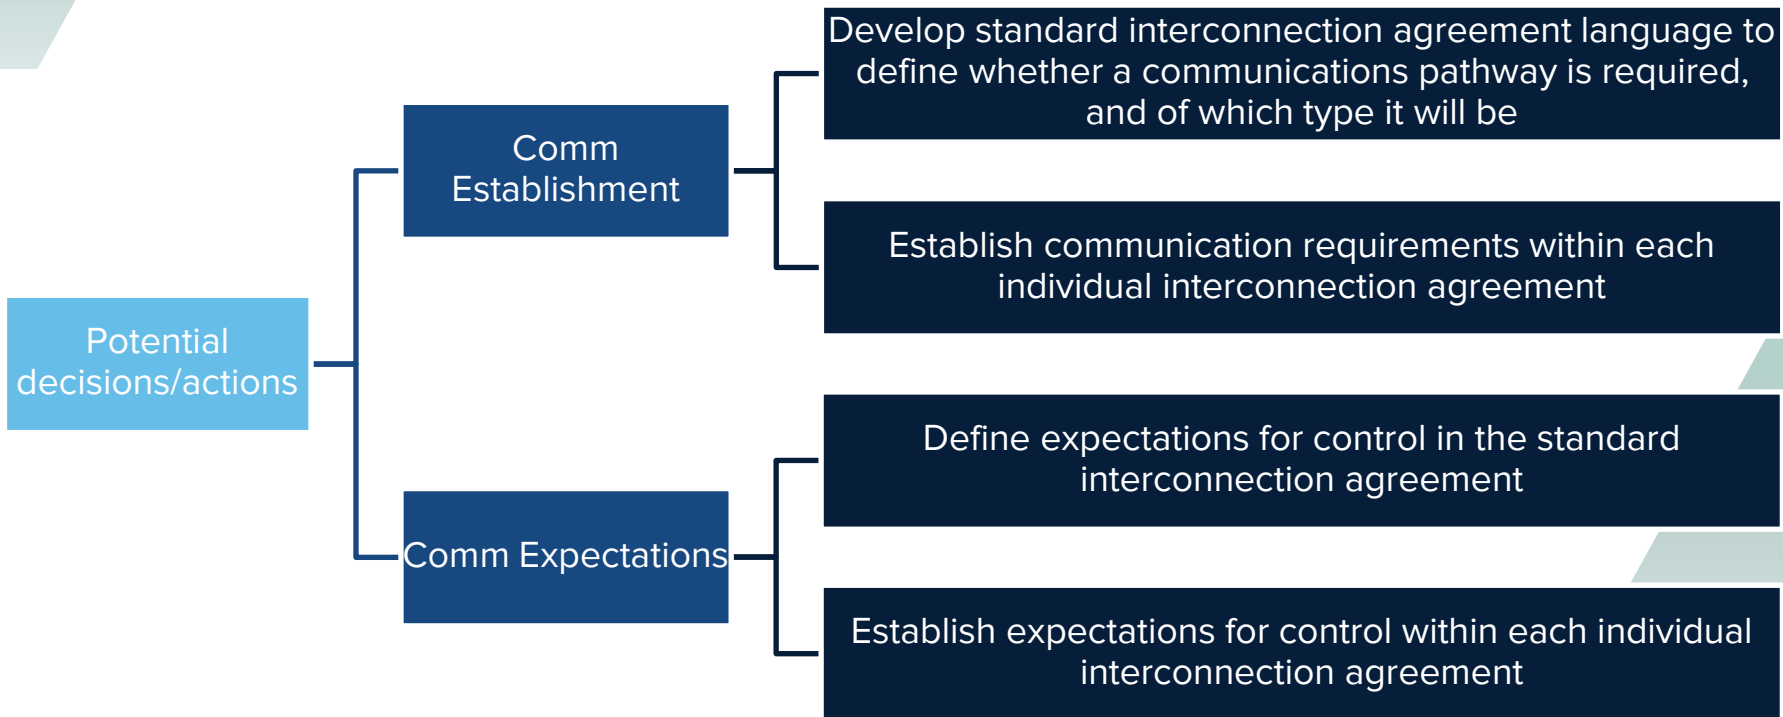 Potential
decisions/actions
Comm
Establishment
Develop standard interconnection agreement language to
define whether a communications pathway is required,
and of which type it will be
Establish communication requirements within each
individual interconnection agreement
Comm Expectations
Define expectations for control in the standard
interconnection agreement
Establish expectations for control within each individual
interconnection agreement